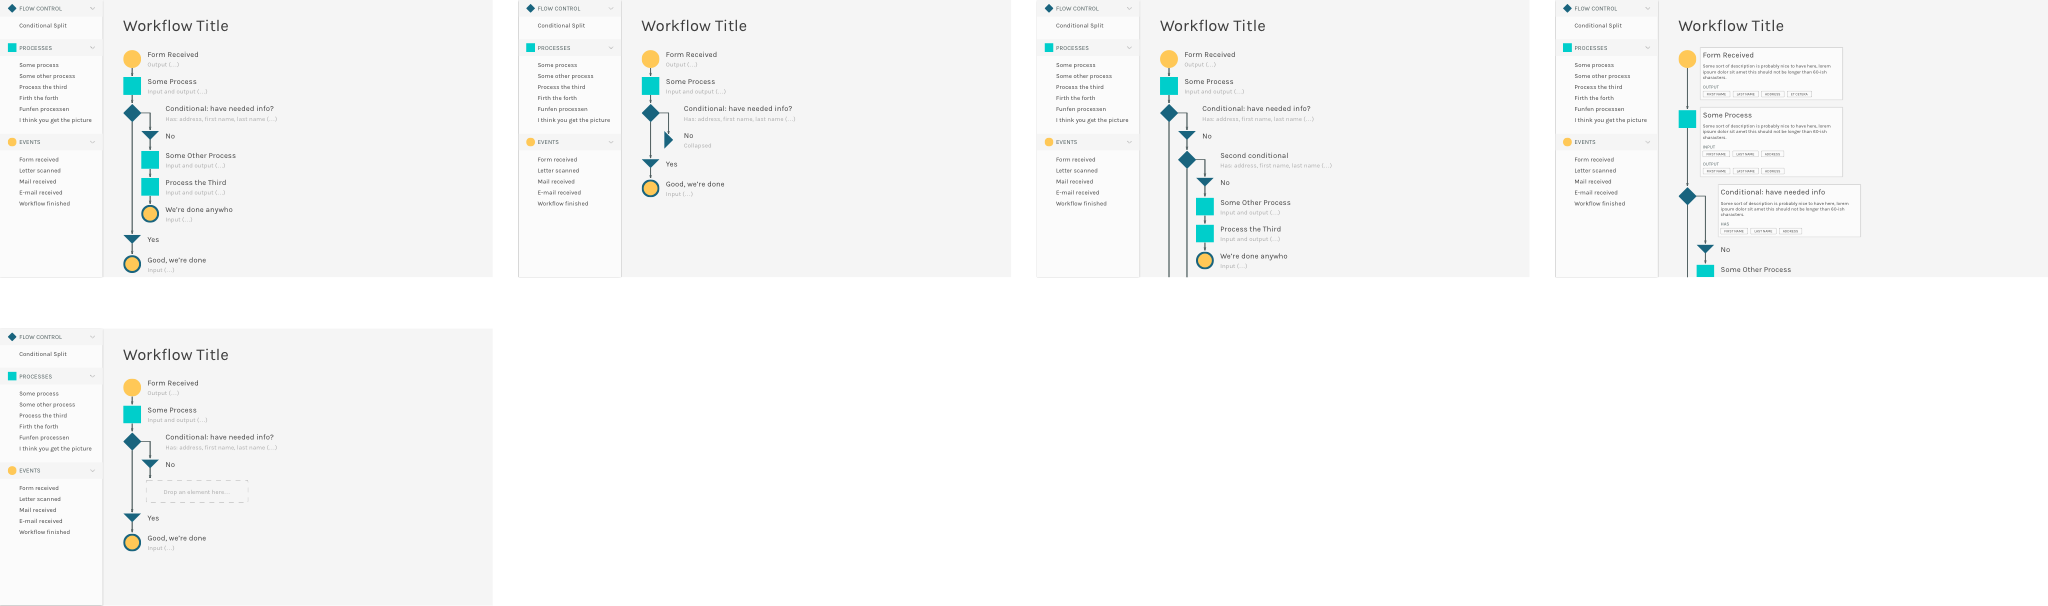 FLOW CONTROL
Conditional Split
PROCESSES
Some process
Some other process
Process the third
Firth the forth
Funfen processen
I think you get the picture
EVENTS
Form received
Letter scanned
Mail received
E-mail received
Workflow finished
Workflow Title
Form Received
Output (...)
Some Process
Input and output (...)
Conditional: have needed info?
Has: address, first name, last name (...)
No
Some Other Process
Input and output (...)
Process the Third
Input and output (...)
We're done anywho
Input (...)
Yes
Good, we're done
Input (...)
FLOW CONTROL
Conditional Split
PROCESSES
Some process
Some other process
Process the third
Firth the forth
Funfen processen
I think you get the picture
EVENTS
Form received
Letter scanned
Mail received
E-mail received
Workflow finished
Workflow Title
Form Received
Output (...)
Some Process
Input and output (...)
Conditional: have needed info?
Has: address, first name, last name (...)
No
Collapsed
Yes
Good, we're done
Input (...)
FLOW CONTROL
Conditional Split
PROCESSES
Some process
Some other process
Process the third
Firth the forth
Funfen processen
I think you get the picture
EVENTS
Form received
Letter scanned
Mail received
E-mail received
Workflow finished
Workflow Title
Form Received
Output (...)
Some Process
Input and output (...)
Conditional: have needed info?
Has: address, first name, last name (...)
No
Second conditional
Has: address, first name, last name (...)
No
Some Other Process
Input and output (...)
Process the Third
Input and output (...)
We're done anywho
Input (...)
FLOW CONTROL
Conditional Split
PROCESSES
Some process
Some other process
Process the third
Firth the forth
Funfen processen
I think you get the picture
EVENTS
Form received
Letter scanned
Mail received
E-mail received
Workflow finished
Workflow Title
Form Received
Some sort of description is probably nice to have here, lorem
ipsum dolor sit amet this should not be longer than 60-ish
characters.
OUTPUT
FIRST NAME LAST NAME ADDRESS ET CETERA
Some Process
Some sort of description is probably nice to have here, lorem
ipsum dolor sit amet this should not be longer than 60-ish
characters.
INPUT
FIRST NAME LAST NAME ADDRESS
OUTPUT
FIRST NAME LAST NAME ADDRESS
Conditional: have needed info
Some sort of description is probably nice to have here, lorem
ipsum dolor sit amet this should not be longer than 60-ish
characters.
HAS
FIRST NAME LAST NAME ADDRESS
No
Some Other Process
FLOW CONTROL
Conditional Split
PROCESSES
Some process
Some other process
Process the third
Firth the forth
Funfen processen
I think you get the picture
EVENTS
Form received
Letter scanned
Mail received
E-mail received
Workflow finished
Workflow Title
Form Received
Output (...)
Some Process
Input and output (...)
Conditional: have needed info?
Has: address, first name, last name (...)
No
Drop an element here...
Yes
Good, we're done
Input (...)